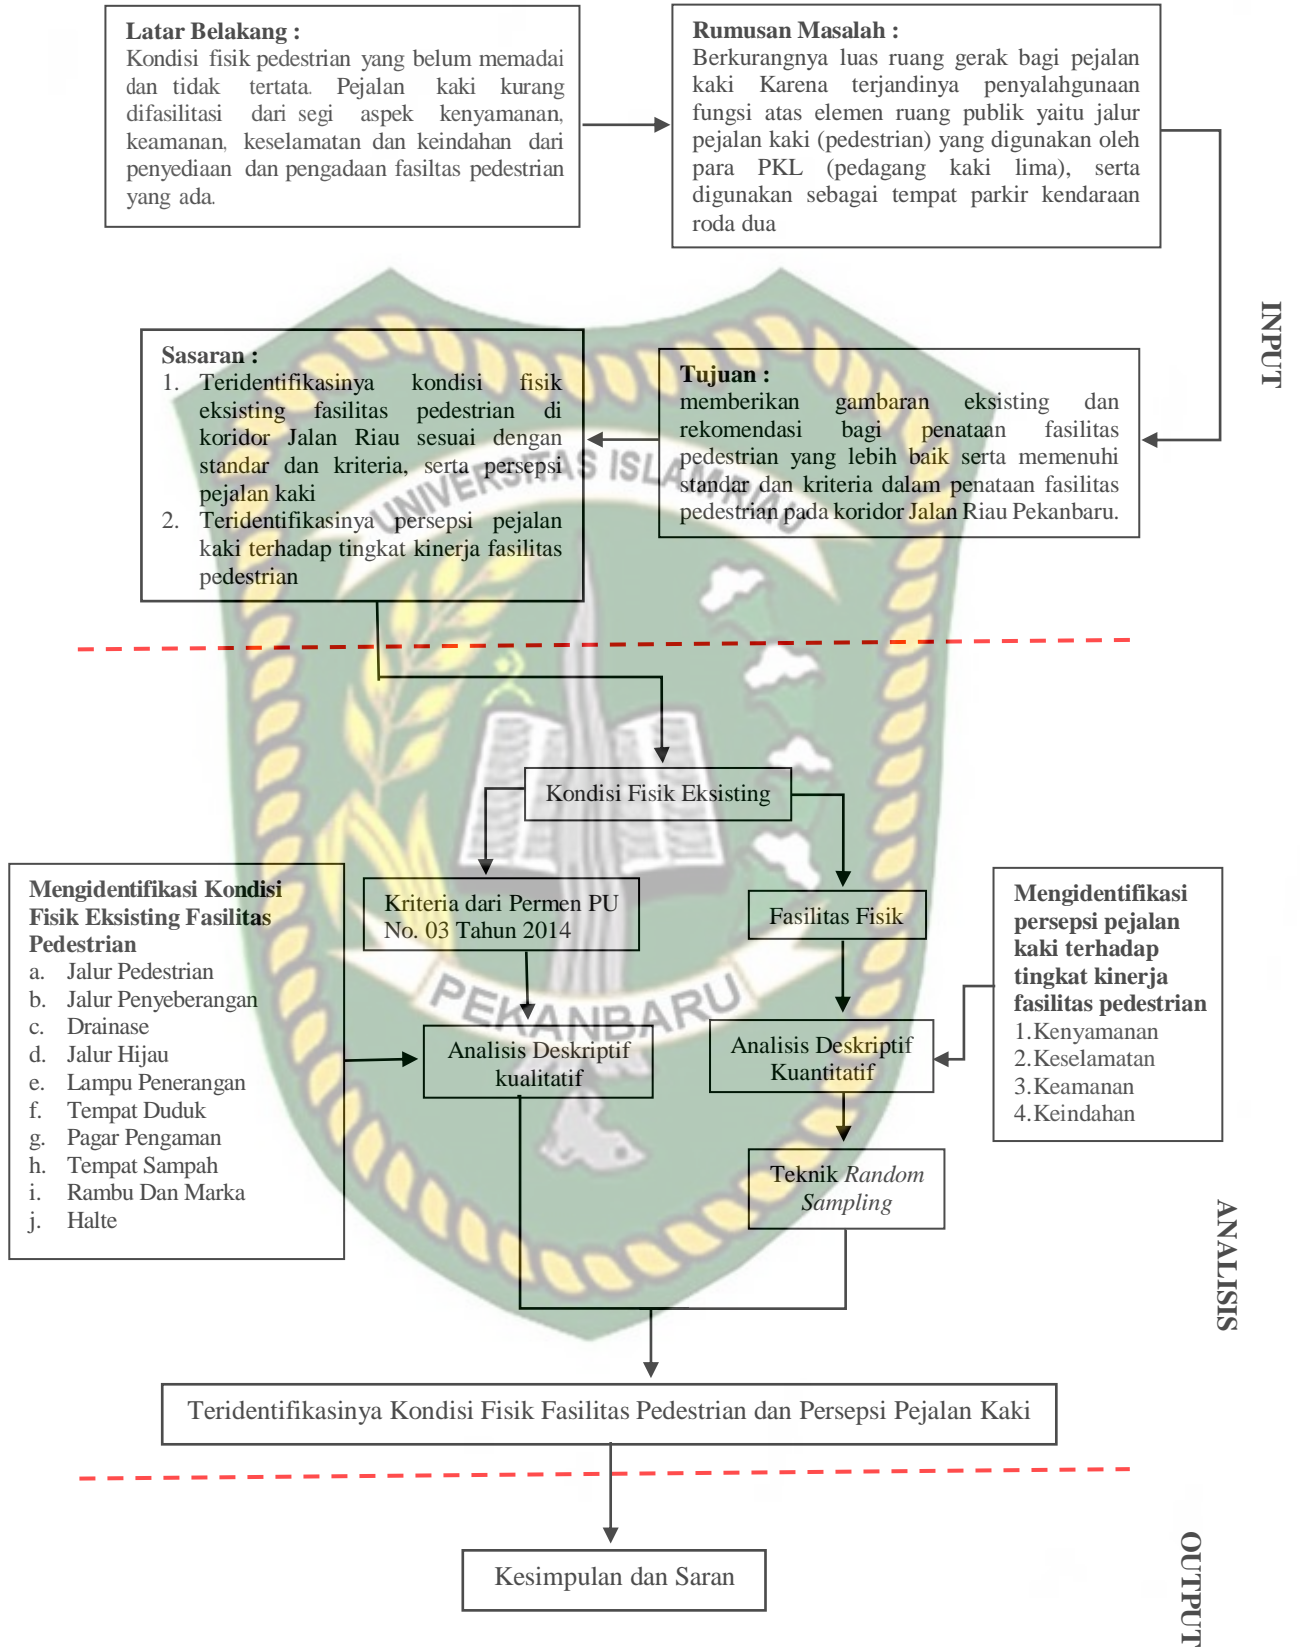 Latar Belakang :
Kondisi fisik pedestrian yang belum memadai
dan tidak tertata. Pejalan kaki kurang
difasilitasi dari segi aspek kenyamanan,
keamanan, keselamatan dan keindahan dari
penyediaan dan pengadaan fasiltas pedestrian
yang ada.
Rumusan Masalah :
Berkurangnya luas ruang gerak bagi pejalan
kaki Karena terjandinya penyalahgunaan
fungsi atas elemen ruang publik yaitu jalur
pejalan kaki (pedestrian) yang digunakan oleh
para PKL (pedagang kaki lima), serta
digunakan sebagai tempat parkir kendaraan
roda dua
INPUT
Tujuan :
memberikan gambaran eksisting dan
rekomendasi bagi penataan fasilitas
pedestrian yang lebih baik serta memenuhi
standar dan kriteria dalam penataan fasilitas
pedestrian pada koridor Jalan Riau Pekanbaru.
Sasaran :
1. Teridentifikasinya kondisi fisik
eksisting fasilitas pedestrian di
koridor Jalan Riau sesuai dengan
standar dan kriteria, serta persepsi
pejalan kaki
2. Teridentifikasinya persepsi pejalan
kaki terhadap tingkat kinerja fasilitas
pedestrian
UNIVERSITAS ISLAM RIAU
Kondisi Fisik Eksisting
Kriteria dari Permen PU
No. 03 Tahun 2014
Fasilitas Fisik
Mengidentifikasi Kondisi
Fisik Eksisting Fasilitas
Pedestrian
a. Jalur Pedestrian
b. Jalur Penyeberangan
c. Drainase
d. Jalur Hijau
e. Lampu Penerangan
f. Tempat Duduk
g. Pagar Pengaman
h. Tempat Sampah
i. Rambu Dan Marka
j. Halte
Mengidentifikasi
persepsi pejalan
kaki terhadap
tingkat kinerja
fasilitas pedestrian
1.Kenyamanan
2.Keselamatan
3.Keamanan
4.Keindahan
PEKANBARU
Analisis Deskriptif
kualitatif
Analisis Deskriptif
Kuantitatif
Teknik Random
Sampling
ANALISIS
Teridentifikasinya Kondisi Fisik Fasilitas Pedestrian dan Persepsi Pejalan Kaki
Kesimpulan dan Saran
OUTPUT